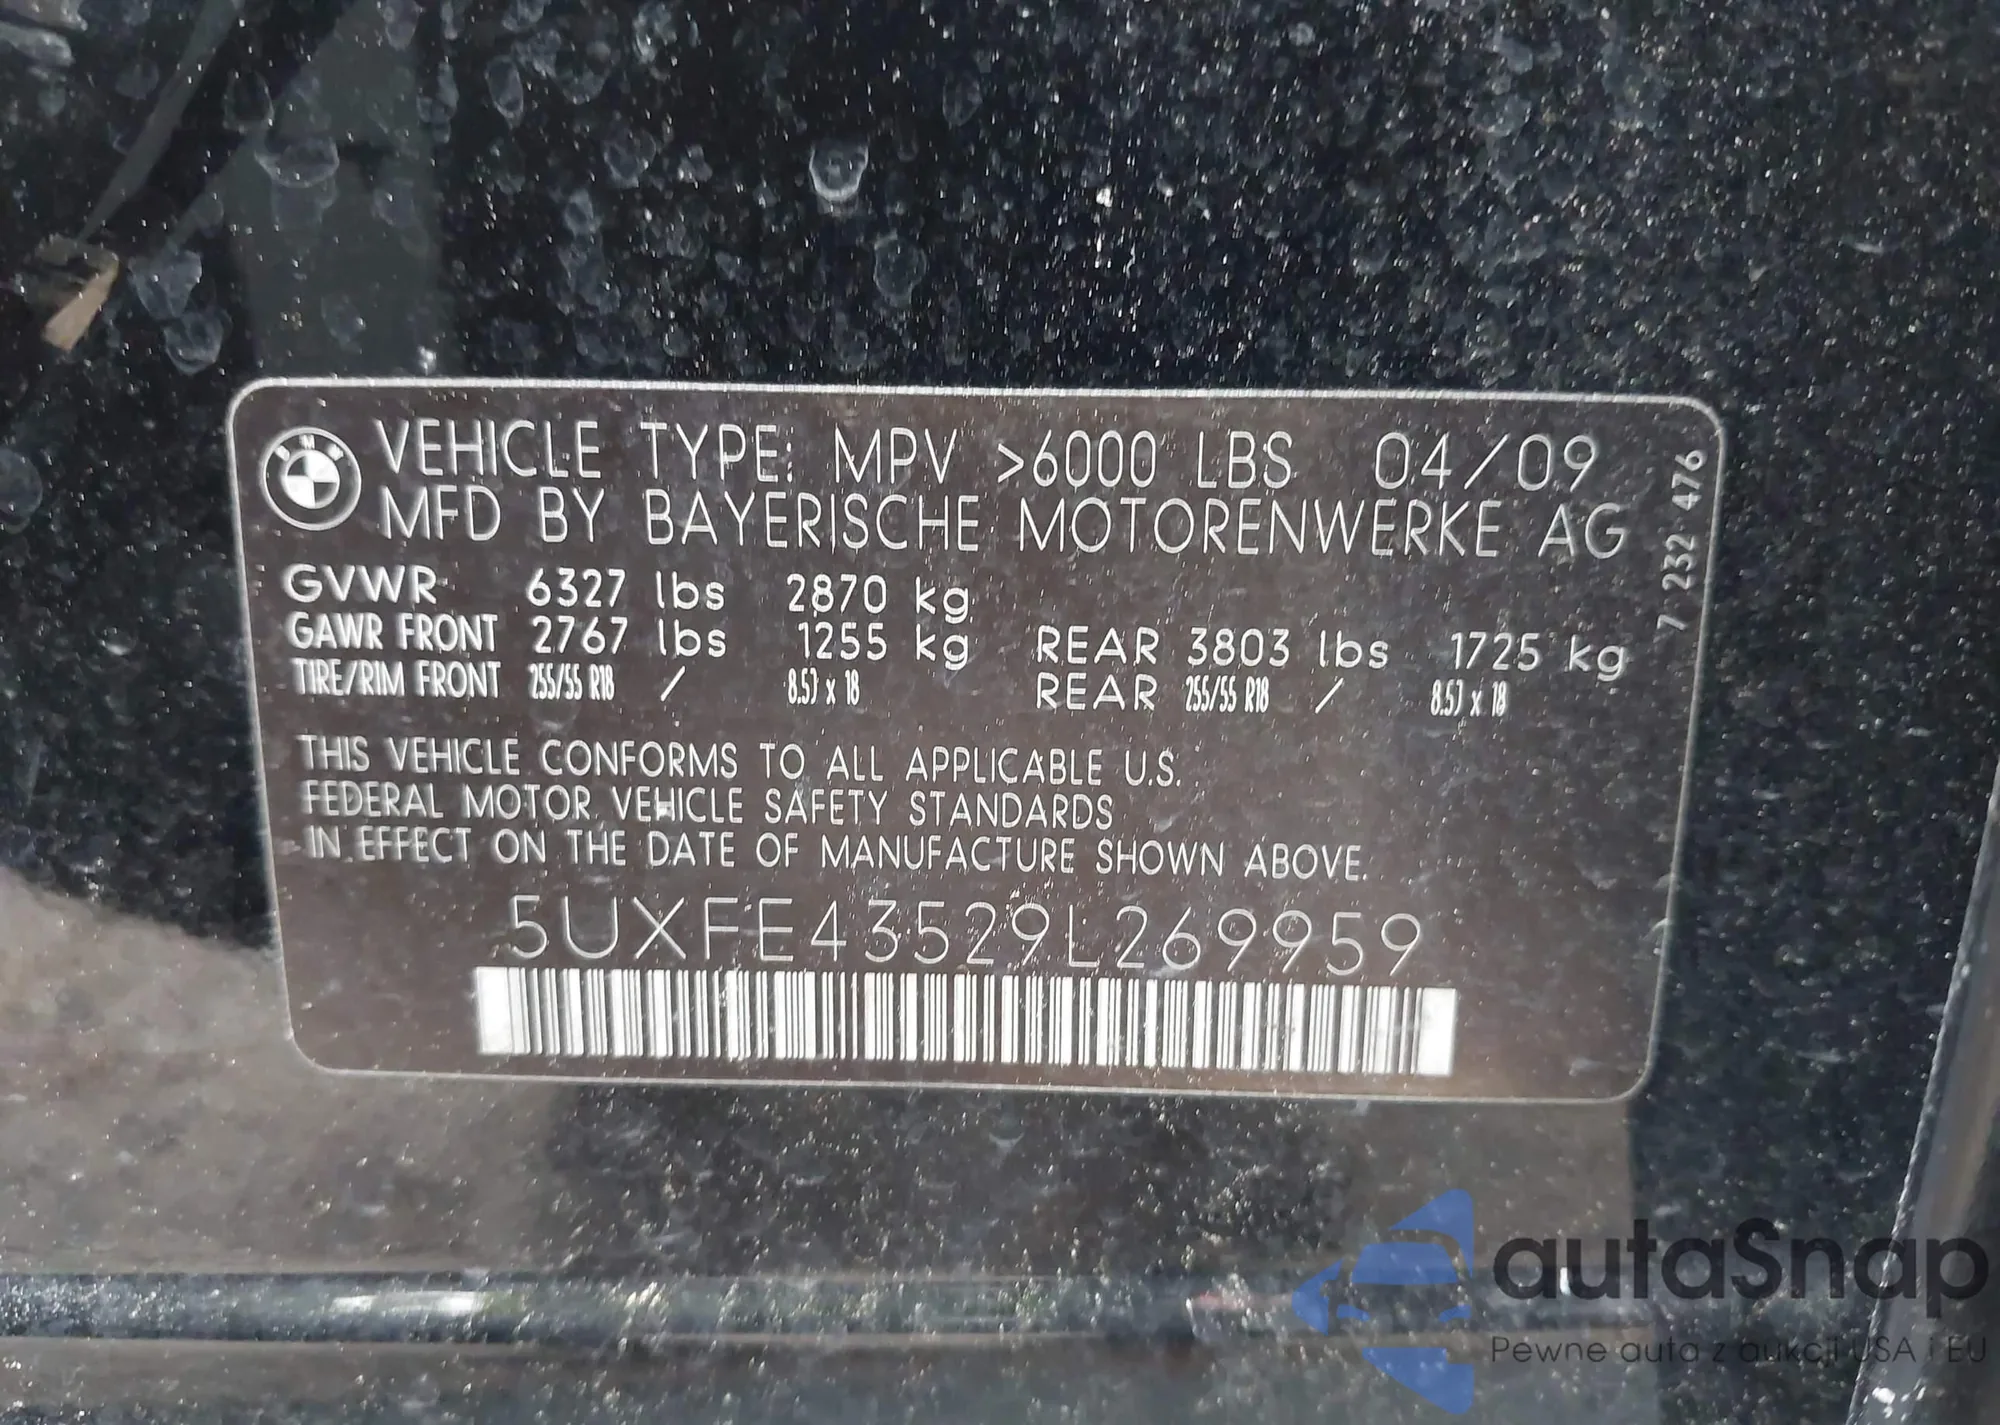 VEHICLE TYPE: MPV >6000 LBS 04/09
MFD BY BAYERISCHE MOTORENWERKE AG
GVWR 6327 lbs 2870 kg
GAWR FRONT 2767 lbs 1255 kg REAR 3803 lbs 1725 kg
TIRE/RIM FRONT 255/55 R18 / 8.5J x 18 REAR 255/55 R18 / 8.5J x 18
7 232 476
THIS VEHICLE CONFORMS TO ALL APPLICABLE U.S.
FEDERAL MOTOR VEHICLE SAFETY STANDARDS
IN EFFECT ON THE DATE OF MANUFACTURE SHOWN ABOVE.
5UXFE43529L269959
autaSnap
Pewne auta z aukcji USA i EU